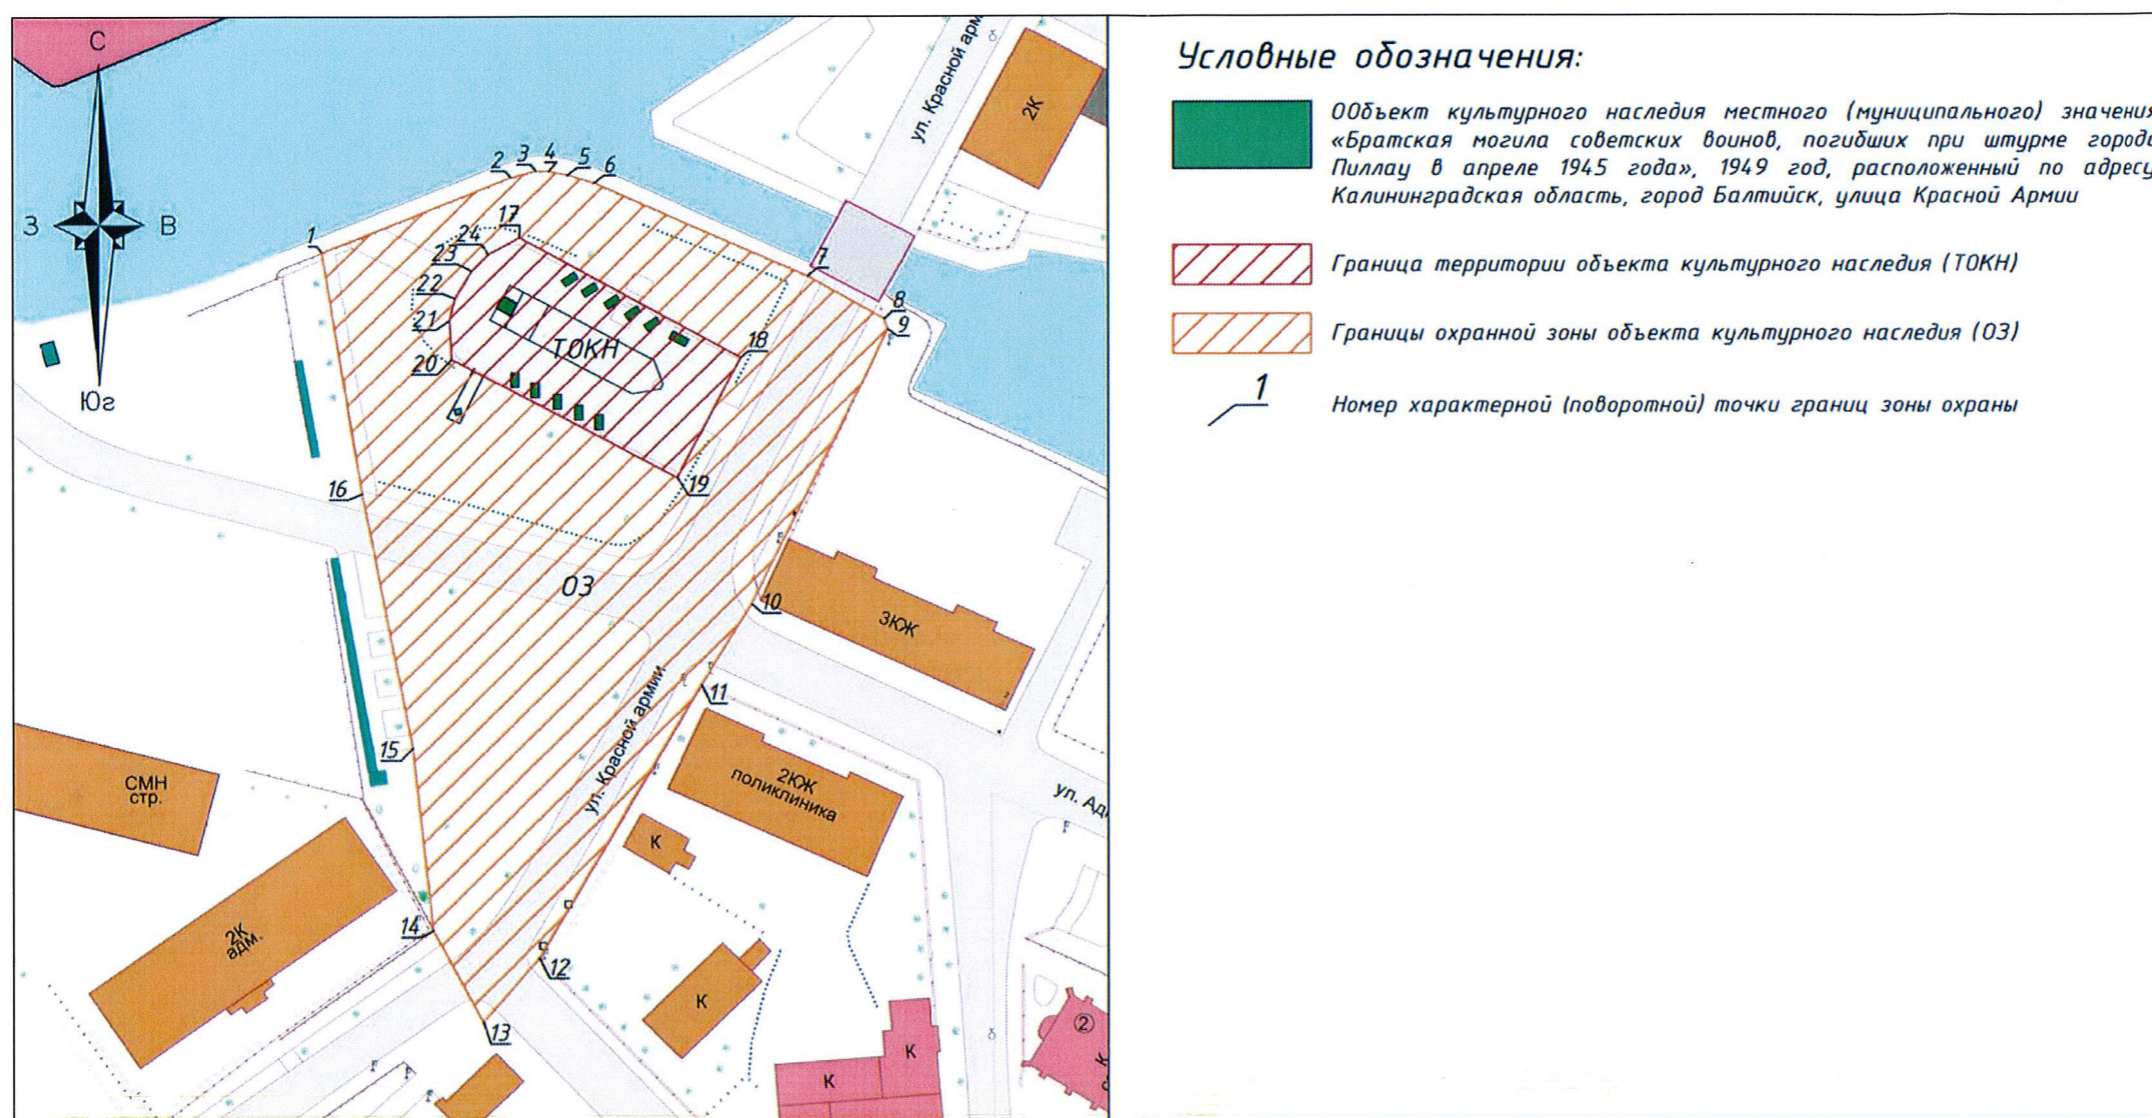 С
З
В
Юг
ул. Красной арм
2К
1
2
3
4
5
6
7
8
9
17
24
23
22
21
20
18
19
ТОКН
16
ОЗ
10
3КЖ
11
ул. Красной армии
15
2КЖ
поликлиника
СМН
стр.
К
ул. Ад
2К
адм.
14
12
13
К
К
К
2
К
Условные обозначения:
ООбъект культурного наследия местного (муниципального) значения
«Братская могила советских воинов, погибших при штурме города
Пиллау в апреле 1945 года», 1949 год, расположенный по адресу
Калининградская область, город Балтийск, улица Красной Армии
Граница территории объекта культурного наследия (ТОКН)
Границы охранной зоны объекта культурного наследия (ОЗ)
1
Номер характерной (поворотной) точки границ зоны охраны